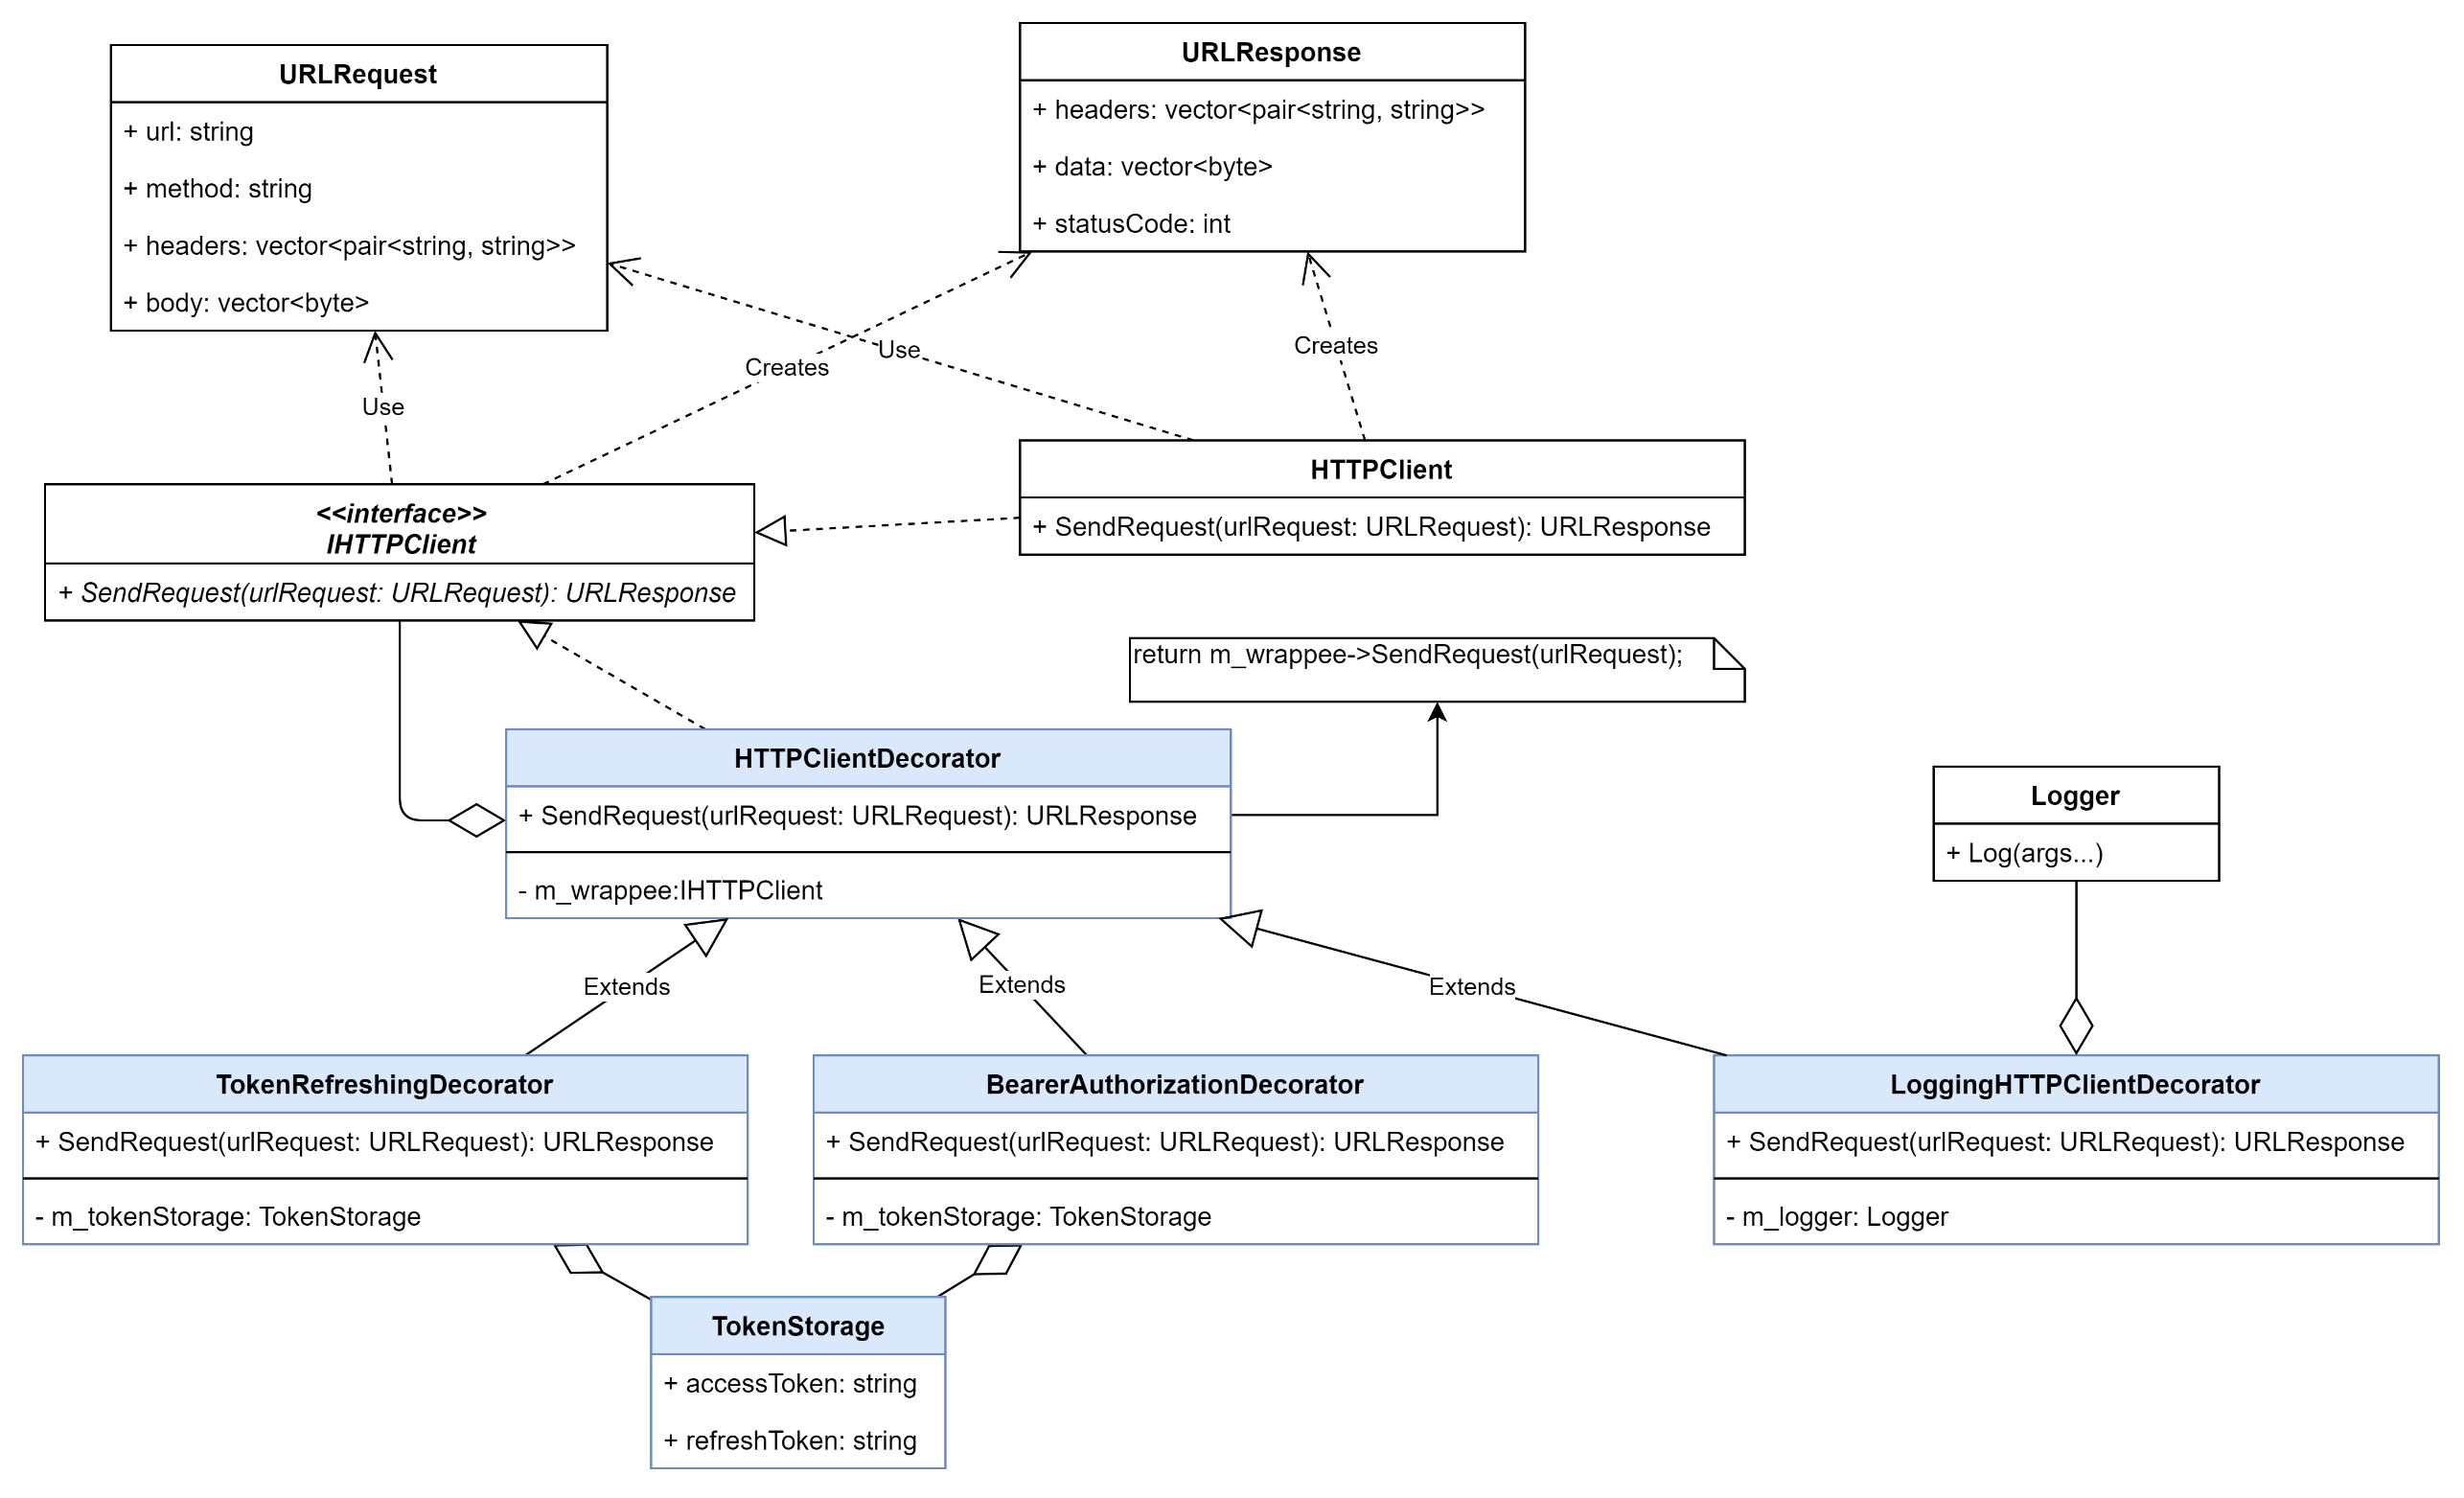 URLRequest
+ url: string
+ method: string
+ headers: vector<pair<string, string>>
+ body: vector<byte>
URLResponse
+ headers: vector<pair<string, string>>
+ data: vector<byte>
+ statusCode: int
Use
Creates
Use
Creates
<<interface>>
IHTTPClient
+ SendRequest(urlRequest: URLRequest): URLResponse
HTTPClient
+ SendRequest(urlRequest: URLRequest): URLResponse
return m_wrappee->SendRequest(urlRequest);
HTTPClientDecorator
+ SendRequest(urlRequest: URLRequest): URLResponse
- m_wrappee:IHTTPClient
Logger
+ Log(args...)
Extends
Extends
Extends
TokenRefreshingDecorator
+ SendRequest(urlRequest: URLRequest): URLResponse
- m_tokenStorage: TokenStorage
BearerAuthorizationDecorator
+ SendRequest(urlRequest: URLRequest): URLResponse
- m_tokenStorage: TokenStorage
LoggingHTTPClientDecorator
+ SendRequest(urlRequest: URLRequest): URLResponse
- m_logger: Logger
TokenStorage
+ accessToken: string
+ refreshToken: string